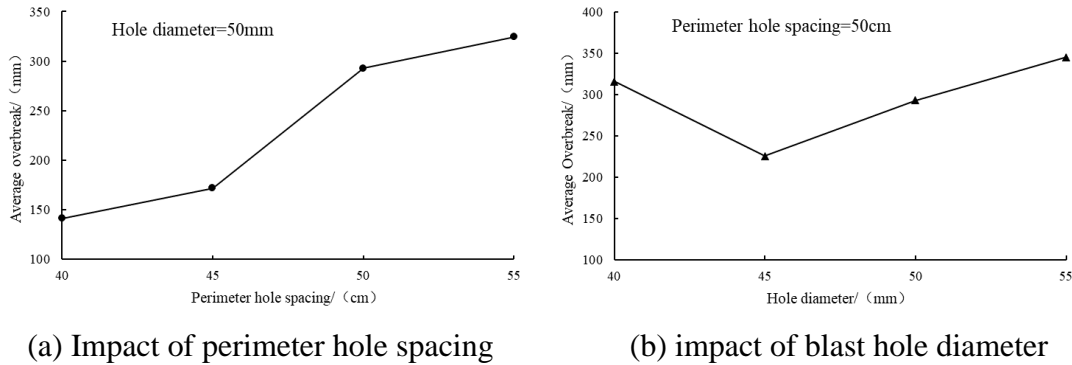 Hole diameter=50mm
350
300
250
200
150
100
40
45
50
55
Average overbreak/（mm）
Perimeter hole spacing/（cm）
(a) Impact of perimeter hole spacing
Perimeter hole spacing=50cm
400
350
300
250
200
150
100
40
45
50
55
Average Overbreak/（mm）
Hole diameter/（mm）
(b) impact of blast hole diameter